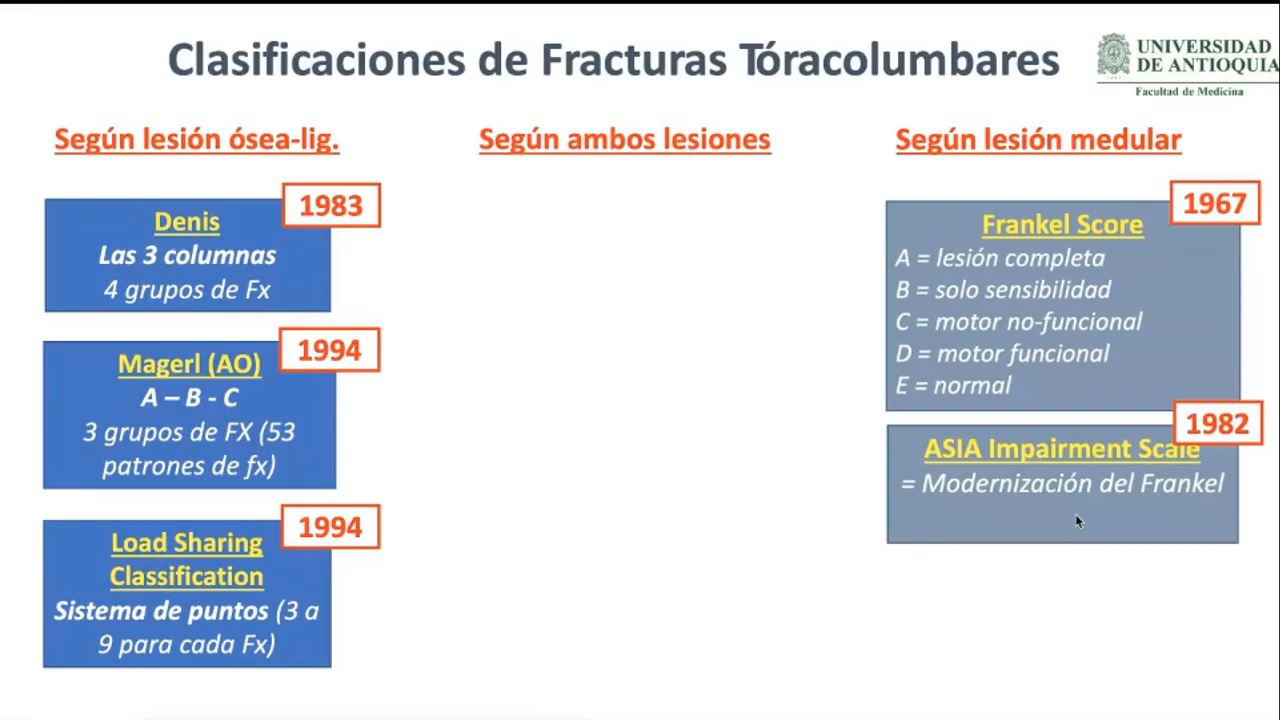 Clasificaciones de Fracturas Tóracolumbares
UNIVERSIDAD
DE ANTIOQUIA
Facultad de Medicina
Según lesión ósea-lig.
1983
Denis
Las 3 columnas
4 grupos de Fx
1994
Magerl (AO)
A – B - C
3 grupos de FX (53
patrones de fx)
1994
Load Sharing
Classification
Sistema de puntos (3 a
9 para cada Fx)
Según ambos lesiones
Según lesión medular
1967
Frankel Score
A = lesión completa
B = solo sensibilidad
C = motor no-funcional
D = motor funcional
E = normal
1982
ASIA Impairment Scale
= Modernización del Frankel